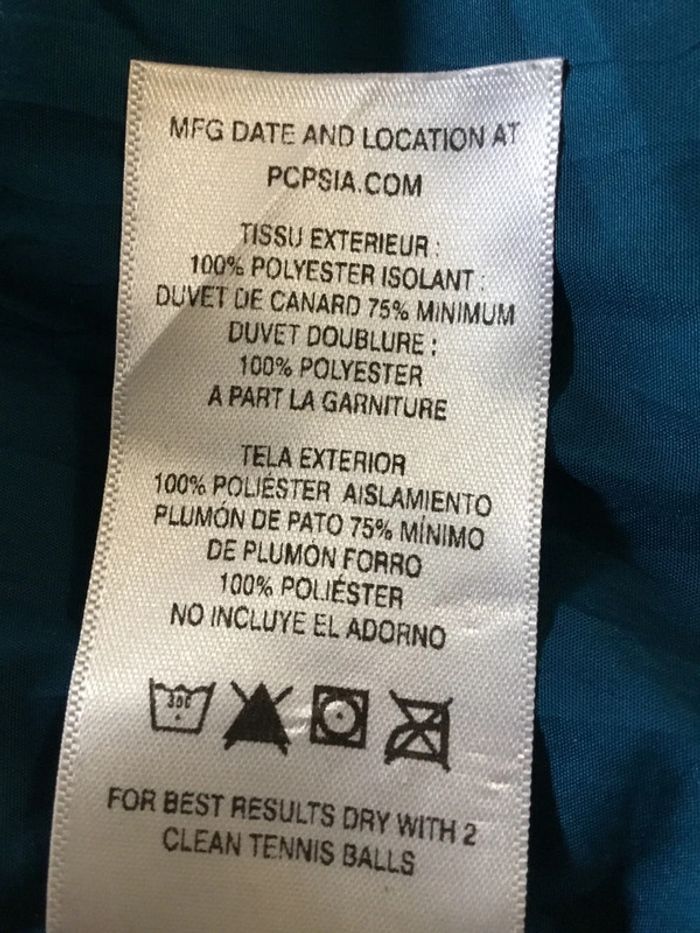 MFG DATE AND LOCATION AT
PCPSIA.COM
TISSU EXTERIEUR :
100% POLYESTER ISOLANT :
DUVET DE CANARD 75% MINIMUM
DUVET DOUBLURE :
100% POLYESTER
A PART LA GARNITURE
TELA EXTERIOR
100% POLIÉSTER AISLAMIENTO
PLUMÓN DE PATO 75% MÍNIMO
DE PLUMÓN FORRO
100% POLIÉSTER
NO INCLUYE EL ADORNO
30C
FOR BEST RESULTS DRY WITH 2
CLEAN TENNIS BALLS